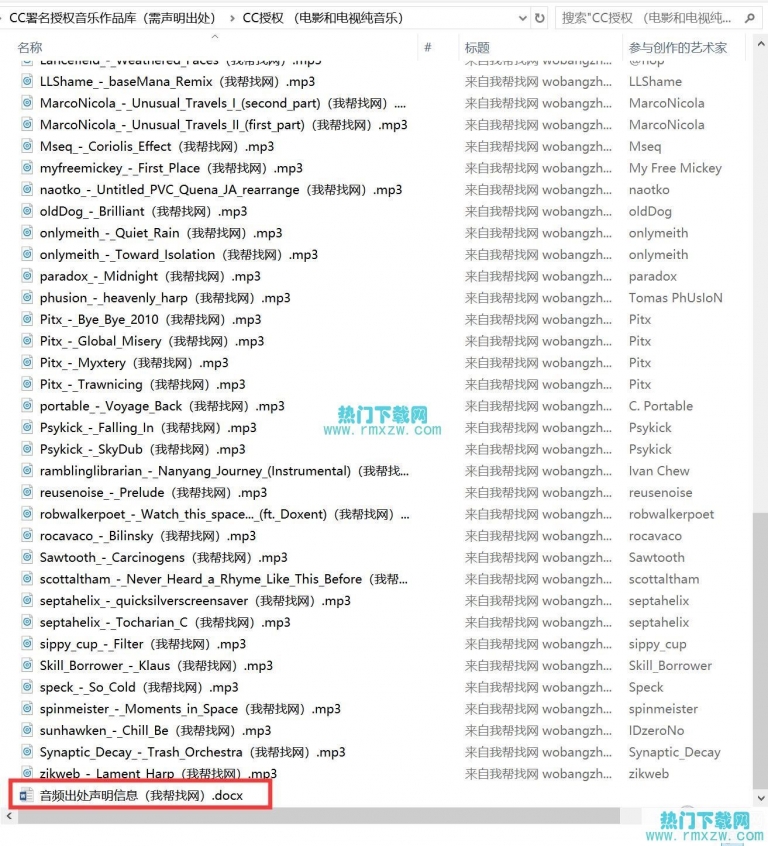 CC署名授权音乐作品库（需声明出处） > CC授权 （电影和电视纯音乐） 搜索"CC授权 （电影和电视纯...
名称 # 标题 参与创作的艺术家
Lancefield_-_Weathered_Faces（我帮找网）.mp3 来自我帮找网 wobangzh... @nop
LLShame_-_baseMana_Remix（我帮找网）.mp3 来自我帮找网 wobangzh... LLShame
MarcoNicola_-_Unusual_Travels_I_(second_part)（我帮找网）.... 来自我帮找网 wobangzh... MarcoNicola
MarcoNicola_-_Unusual_Travels_II_(first_part)（我帮找网）.mp3 来自我帮找网 wobangzh... MarcoNicola
Mseq_-_Coriolis_Effect（我帮找网）.mp3 来自我帮找网 wobangzh... Mseq
myfreemickey_-_First_Place（我帮找网）.mp3 来自我帮找网 wobangzh... My Free Mickey
naotko_-_Untitled_PVC_Quena_JA_rearrange（我帮找网）.mp3 来自我帮找网 wobangzh... naotko
oldDog_-_Brilliant（我帮找网）.mp3 来自我帮找网 wobangzh... oldDog
onlymeith_-_Quiet_Rain（我帮找网）.mp3 来自我帮找网 wobangzh... onlymeith
onlymeith_-_Toward_Isolation（我帮找网）.mp3 来自我帮找网 wobangzh... onlymeith
paradox_-_Midnight（我帮找网）.mp3 来自我帮找网 wobangzh... paradox
phusion_-_heavenly_harp（我帮找网）.mp3 来自我帮找网 wobangzh... Tomas PhUsIoN
Pitx_-_Bye_Bye_2010（我帮找网）.mp3 来自我帮找网 wobangzh... Pitx
Pitx_-_Global_Misery（我帮找网）.mp3 来自我帮找网 wobangzh... Pitx
Pitx_-_Myxtery（我帮找网）.mp3 来自我帮找网 wobangzh... Pitx
Pitx_-_Trawnicing（我帮找网）.mp3 来自我帮找网 wobangzh... Pitx
portable_-_Voyage_Back（我帮找网）.mp3 来自我帮找网 wobangzh... C. Portable
热门下载网
www.rmxzw.com
Psykick_-_Falling_In（我帮找网）.mp3 来自我帮找网 wobangzh... Psykick
Psykick_-_SkyDub（我帮找网）.mp3 来自我帮找网 wobangzh... Psykick
ramblinglibrarian_-_Nanyang_Journey_(Instrumental)（我帮找... 来自我帮找网 wobangzh... Ivan Chew
reusenoise_-_Prelude（我帮找网）.mp3 来自我帮找网 wobangzh... reusenoise
robwalkerpoet_-_Watch_this_space..._(ft._Doxent)（我帮找网）... 来自我帮找网 wobangzh... robwalkerpoet
rocavaco_-_Bilinsky（我帮找网）.mp3 来自我帮找网 wobangzh... rocavaco
Sawtooth_-_Carcinogens（我帮找网）.mp3 来自我帮找网 wobangzh... Sawtooth
scottaltham_-_Never_Heard_a_Rhyme_Like_This_Before（我帮... 来自我帮找网 wobangzh... scottaltham
septahelix_-_quicksilverscreensaver（我帮找网）.mp3 来自我帮找网 wobangzh... septahelix
septahelix_-_Tocharian_C（我帮找网）.mp3 来自我帮找网 wobangzh... septahelix
sippy_cup_-_Filter（我帮找网）.mp3 来自我帮找网 wobangzh... sippy_cup
Skill_Borrower_-_Klaus（我帮找网）.mp3 来自我帮找网 wobangzh... Skill_Borrower
speck_-_So_Cold（我帮找网）.mp3 来自我帮找网 wobangzh... Speck
spinmeister_-_Moments_in_Space（我帮找网）.mp3 来自我帮找网 wobangzh... spinmeister
sunhawken_-_Chill_Be（我帮找网）.mp3 来自我帮找网 wobangzh... IDzeroNo
Synaptic_Decay_-_Trash_Orchestra（我帮找网）.mp3 来自我帮找网 wobangzh... Synaptic_Decay
zikweb_-_Lament_Harp（我帮找网）.mp3 来自我帮找网 wobangzh... zikweb
音频出处声明信息（我帮找网）.docx
热门下载网
www.rmxzw.com